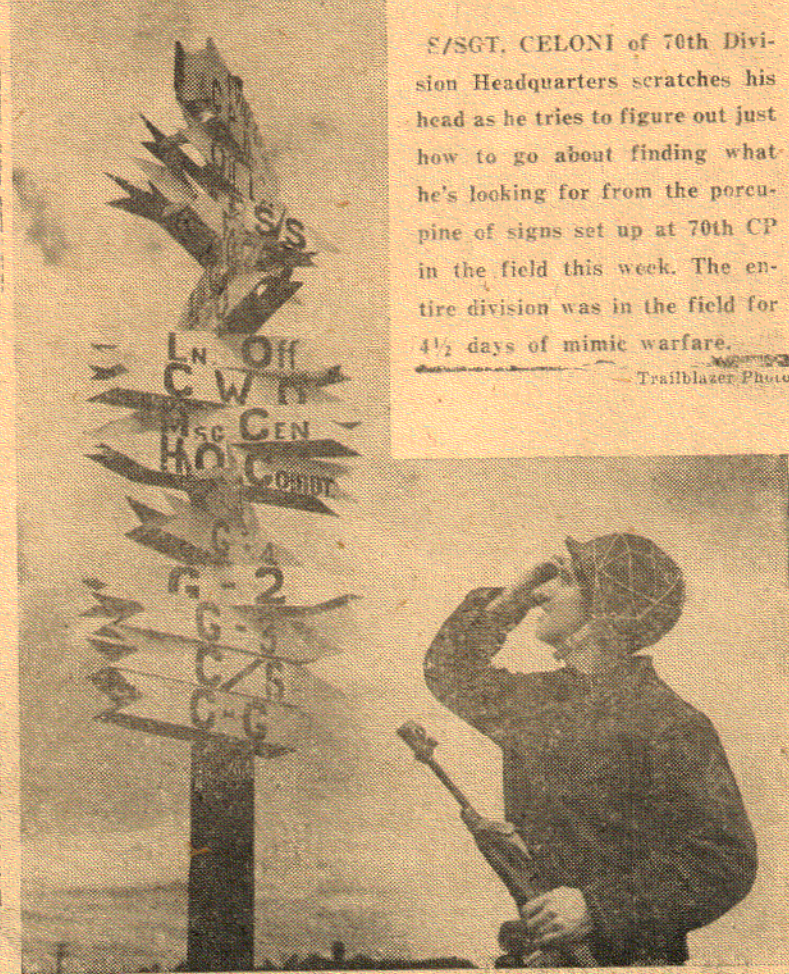 S/SGT. CELONI of 70th Divi-
sion Headquarters scratches his
head as he tries to figure out just
how to go about finding what
he's looking for from the porcu-
pine of signs set up at 70th CP
in the field this week. The en-
tire division was in the field for
4½ days of mimic warfare.
Trailblazer Photo
S/S
LN Off
C W O
MSG CEN
HQ COMDT
G-2
G-3
C/S
C-G